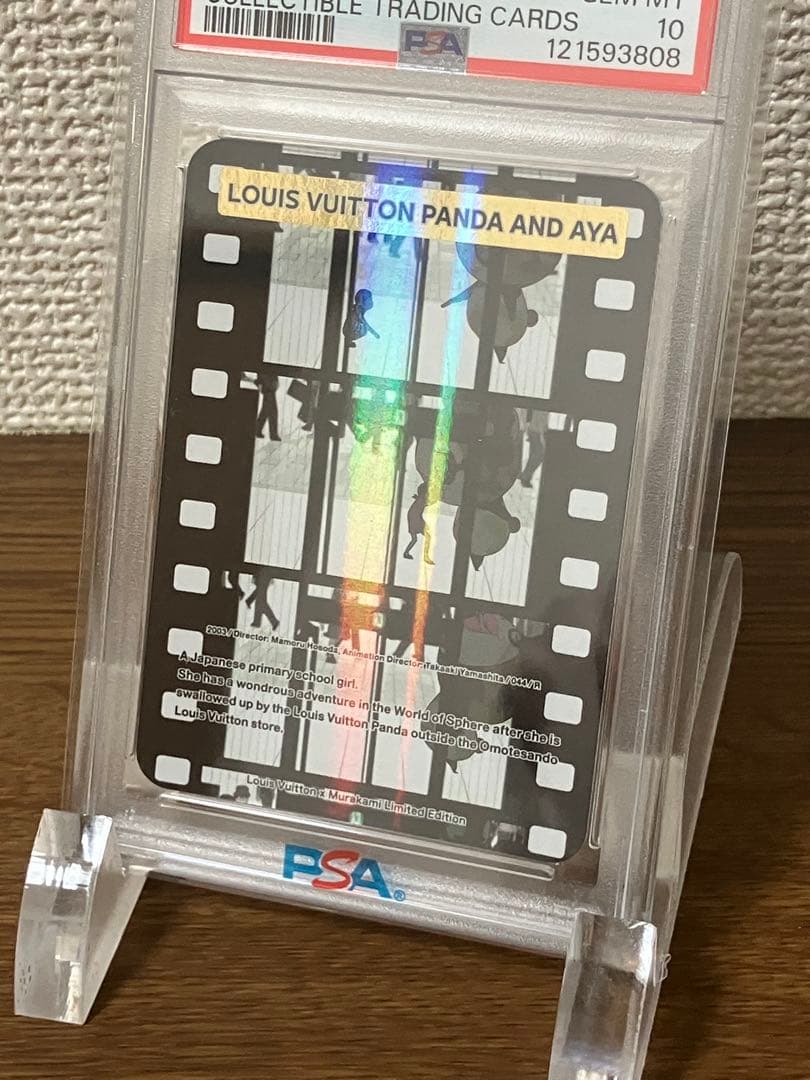 COLLECTIBLE TRADING CARDS
GEM MT
10
PSA
121593808
LOUIS VUITTON PANDA AND AYA
2003/Director: Mamoru Hosoda, Animation Director: Takaaki Yamashita/044/R
A Japanese primary school girl.
She has a wondrous adventure in the World of Sphere after she is
swallowed up by the Louis Vuitton Panda outside the Omotesando
Louis Vuitton store.
Louis Vuitton x Murakami Limited Edition
PSA®